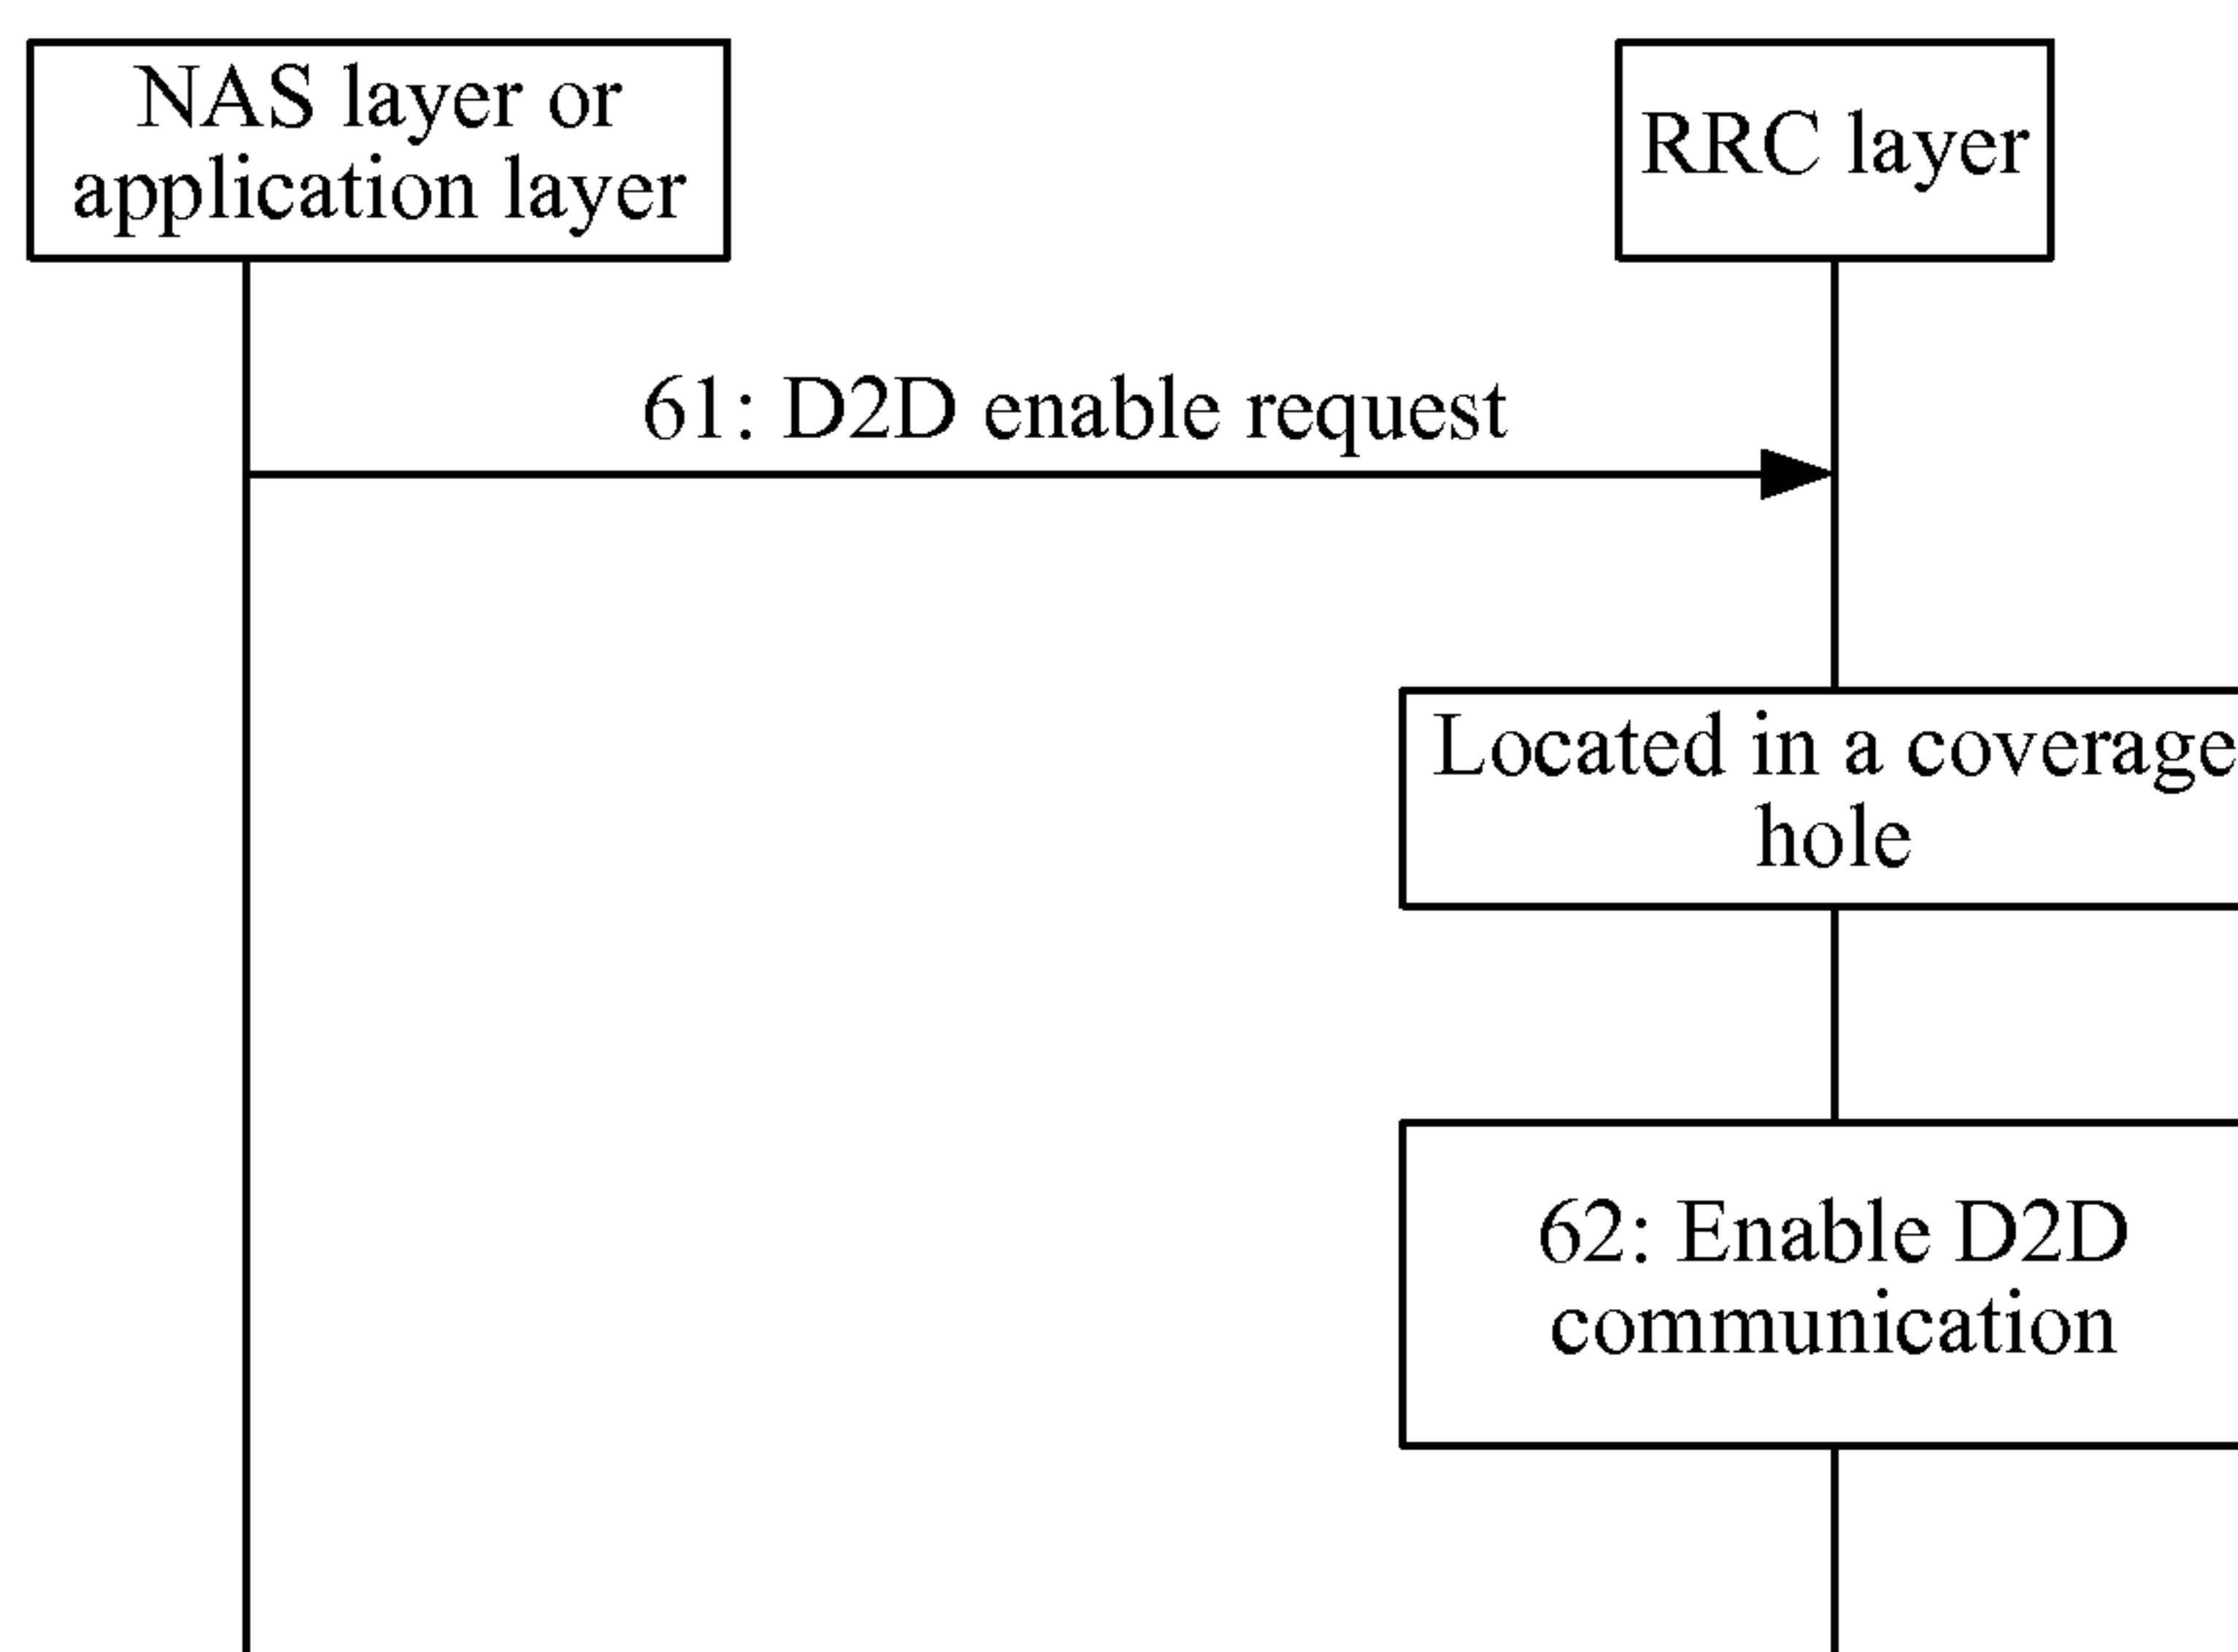 NAS layer or
application layer
RRC layer
61: D2D enable request
Located in a coverage
hole
62: Enable D2D
communication